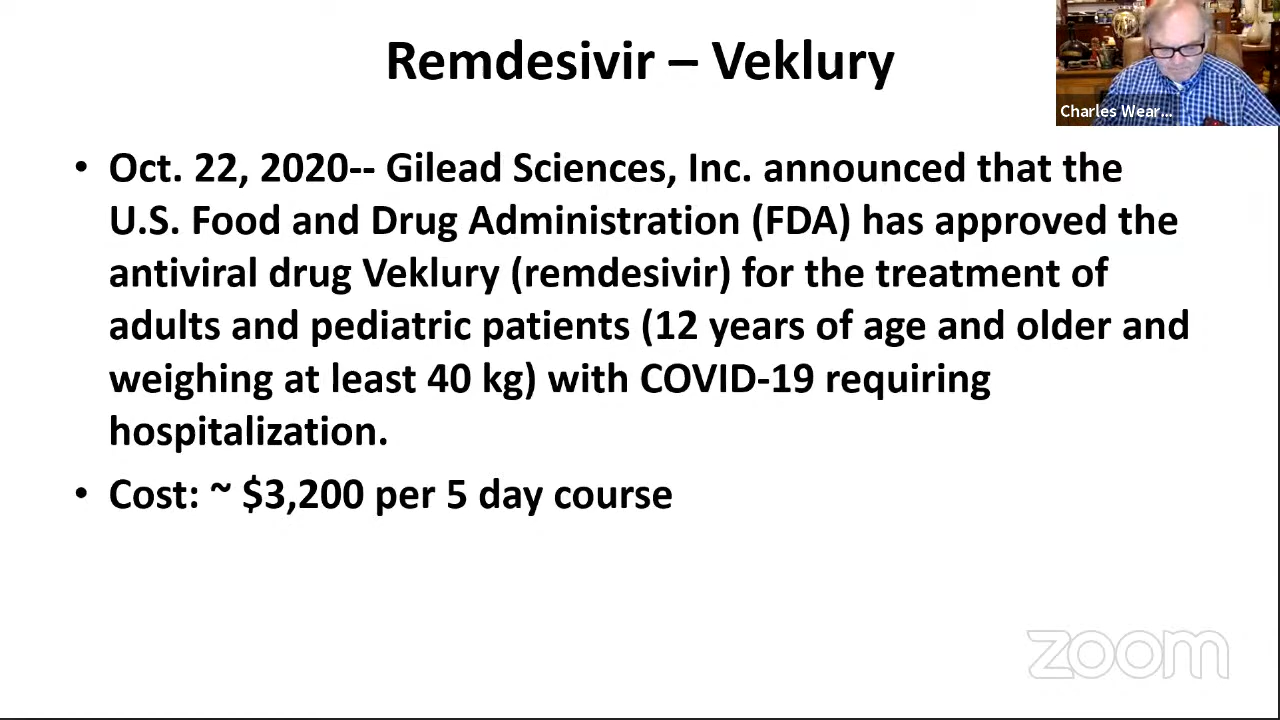 Remdesivir – Veklury
Charles Wear...
• Oct. 22, 2020-- Gilead Sciences, Inc. announced that the
U.S. Food and Drug Administration (FDA) has approved the
antiviral drug Veklury (remdesivir) for the treatment of
adults and pediatric patients (12 years of age and older and
weighing at least 40 kg) with COVID-19 requiring
hospitalization.
• Cost: ~ $3,200 per 5 day course
zoom